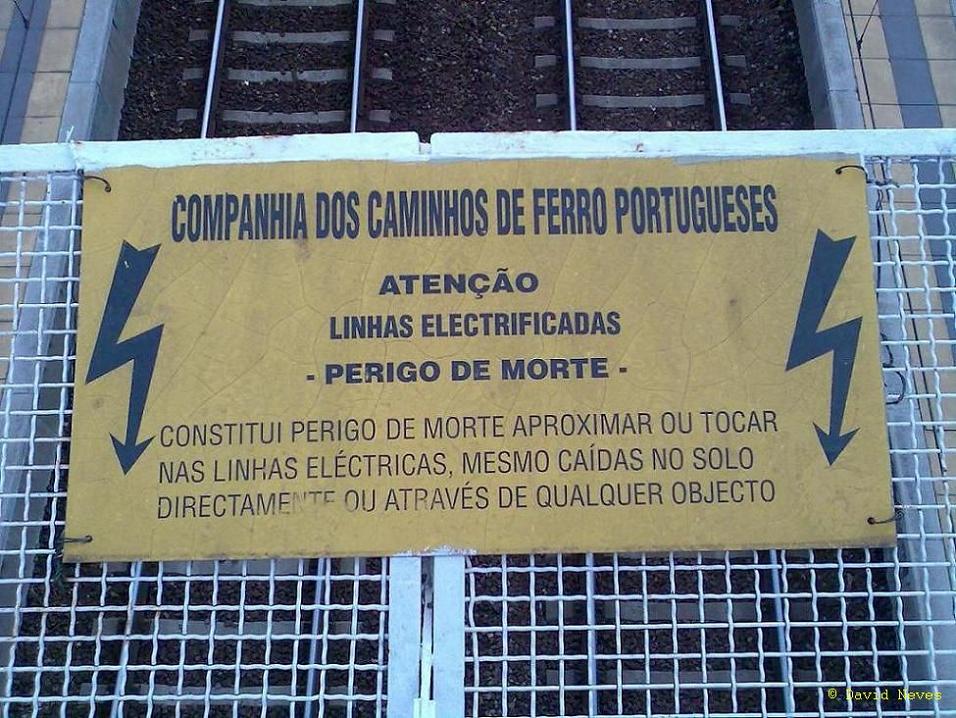 COMPANHIA DOS CAMINHOS DE FERRO PORTUGUESES
ATENÇÃO
LINHAS ELECTRIFICADAS
- PERIGO DE MORTE -
CONSTITUI PERIGO DE MORTE APROXIMAR OU TOCAR
NAS LINHAS ELÉCTRICAS, MESMO CAÍDAS NO SOLO
DIRECTAMENTE OU ATRAVÉS DE QUALQUER OBJECTO
© David Neves